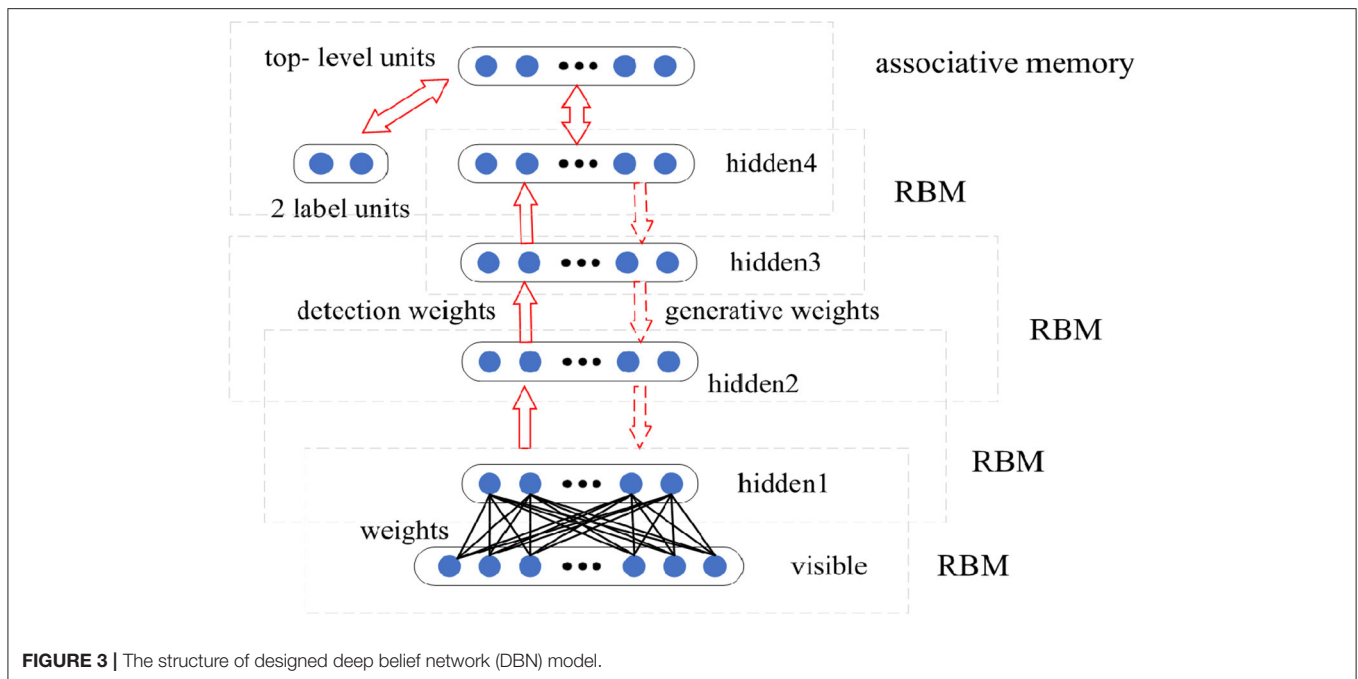 top- level units
associative memory
hidden4
RBM
2 label units
hidden3
detection weights
generative weights
RBM
hidden2
hidden1
RBM
weights
visible
RBM
FIGURE 3 | The structure of designed deep belief network (DBN) model.